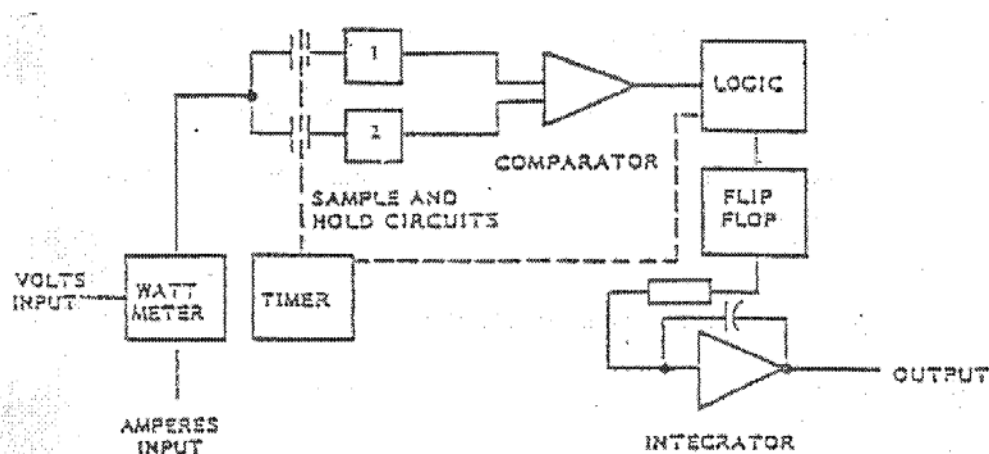 1
LOGIC
2
COMPARATOR
SAMPLE AND
HOLD CIRCUITS
FLIP
FLOP
VOLTS
INPUT
WATT
METER
TIMER
OUTPUT
AMPERES
INPUT
INTEGRATOR